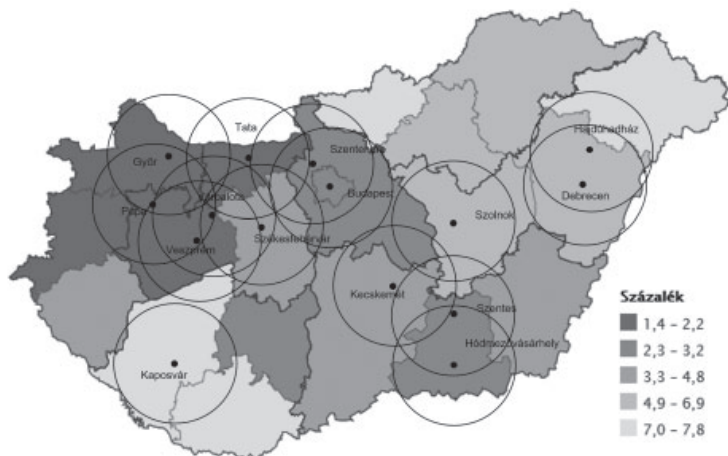 Tata
Győr
Szentendre
Hajdúhadház
Budapest
Debrecen
Pápa
Várpalota
Szolnok
Veszprém
Székesfehérvár
Kecskemét
Szentes
Hódmezővásárhely
Kaposvár
Százalék
1,4 – 2,2
2,3 – 3,2
3,3 – 4,8
4,9 – 6,9
7,0 – 7,8